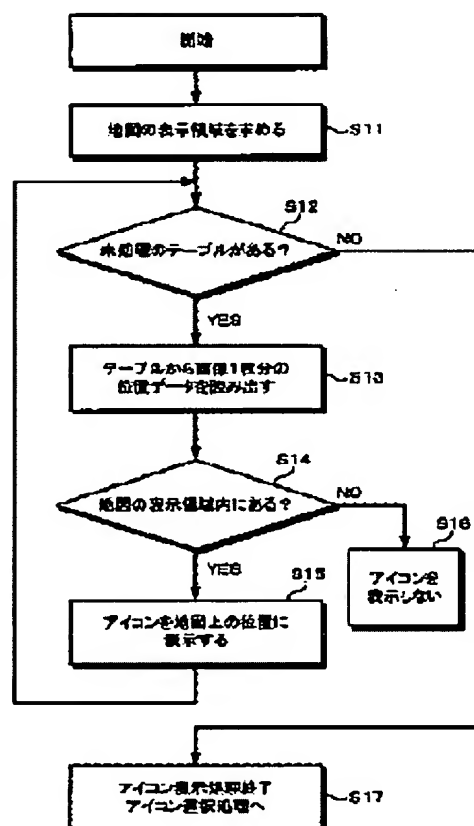 開始
地図の表示領域を求める
S11
S12
未処理のテーブルがある？
NO
YES
テーブルから画像1枚分の
位置データを読み出す
S13
S14
地図の表示領域内にある？
NO
YES
S16
アイコンを
表示しない
S15
アイコンを地図上の位置に
表示する
アイコン表示処理終了
アイコン選択処理へ
S17